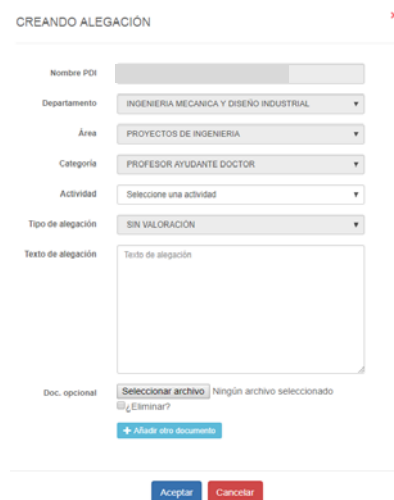 CREANDO ALEGACIÓN
x
Nombre PDI
Departamento INGENIERIA MECANICA Y DISEÑO INDUSTRIAL
Área PROYECTOS DE INGENIERIA
Categoría PROFESOR AYUDANTE DOCTOR
Actividad Seleccione una actividad
Tipo de alegación SIN VALORACIÓN
Texto de alegación Texto de alegación
Doc. opcional Seleccionar archivo Ningún archivo seleccionado
¿Eliminar?
+ Añadir otro documento
Aceptar Cancelar